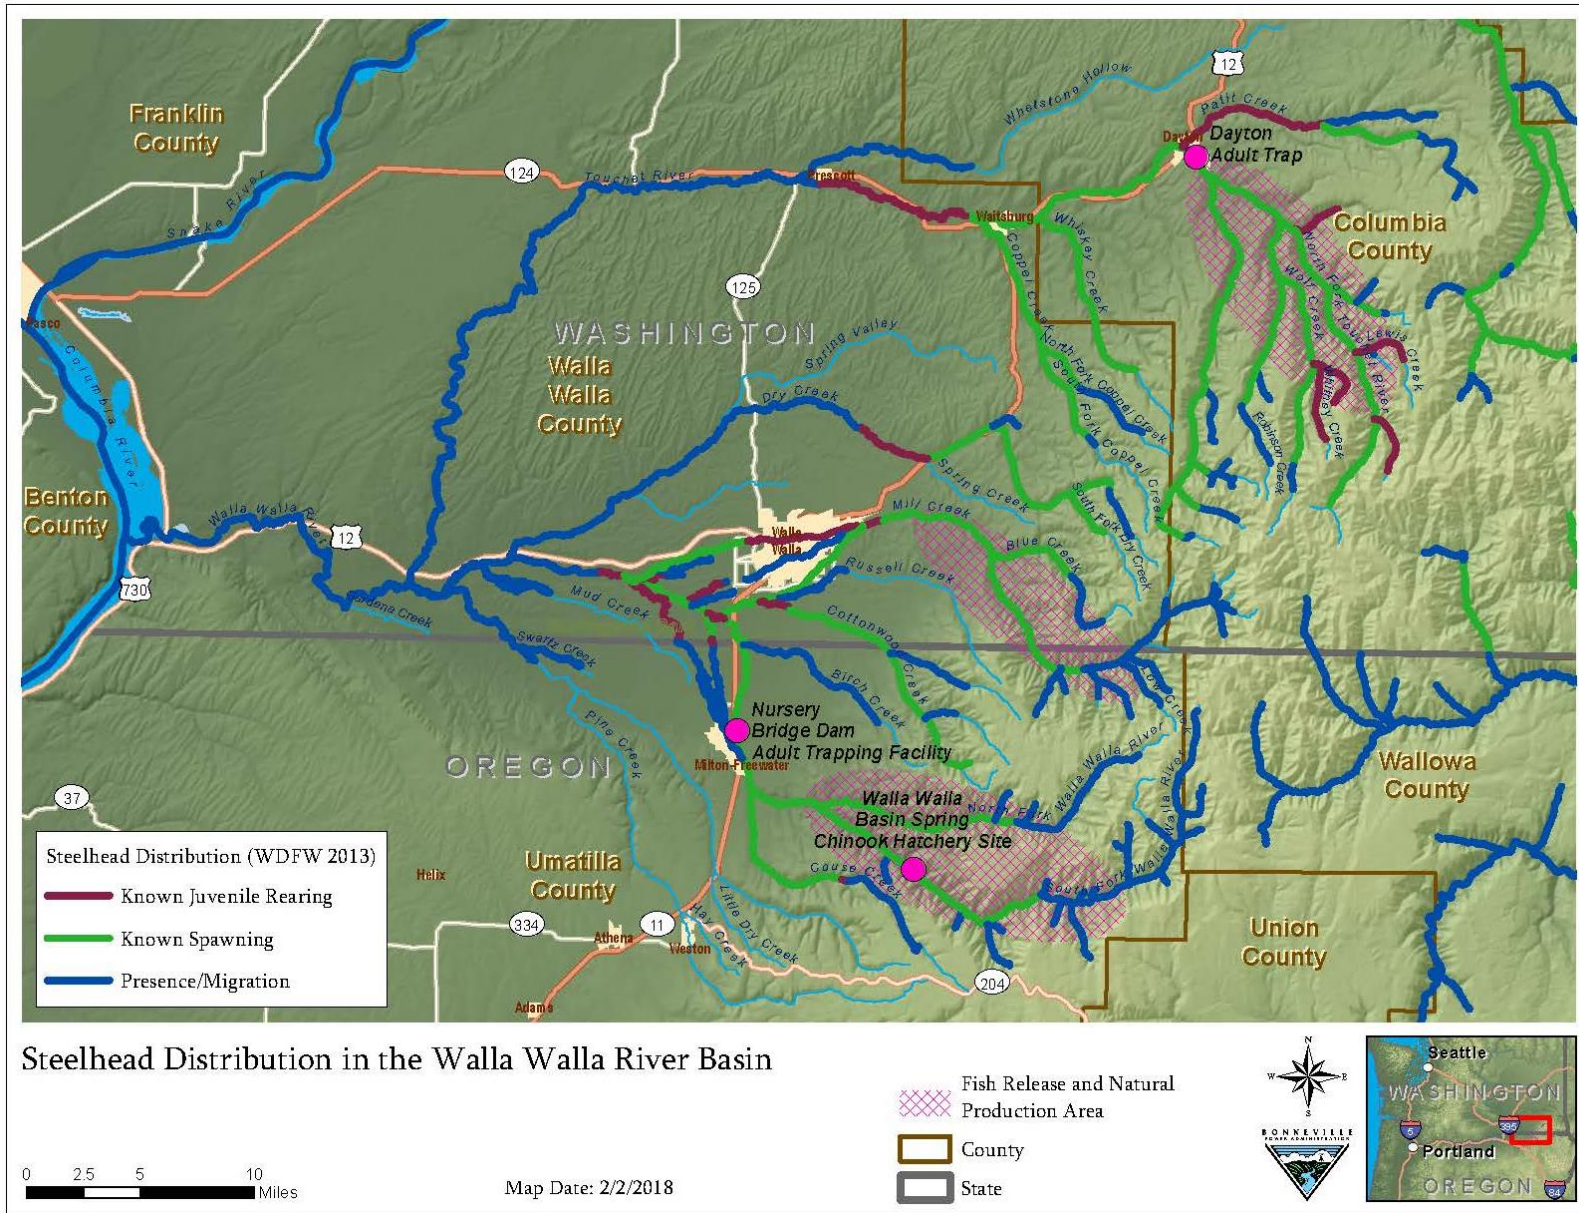 Franklin
County
Snake River
124
Touchet River
Prescott
Whetstone Hollow
12
Patit Creek
Dayton
Dayton
Adult Trap
Columbia
County
Waitsburg
Whiskey Creek
Coppei Creek
North Fork Touchet River
Wolf Creek
Lewis Creek
Whitney Creek
Robinson Creek
125
Pasco
Columbia River
WASHINGTON
Walla
Walla
County
Spring Valley
Dry Creek
North Fork Coppei Creek
South Fork Coppei Creek
Spring Creek
South Fork Dry Creek
Mill Creek
Benton
County
Walla Walla River
12
730
Walla
Walla
Blue Creek
Russell Creek
Gardena Creek
Mud Creek
Swartz Creek
Cottonwood Creek
Birch Creek
Low Creek
Pine Creek
Nursery
Bridge Dam
Adult Trapping Facility
OREGON
Milton-Freewater
Wallowa
County
37
Walla Walla
Basin Spring
Chinook Hatchery Site
North Fork Walla Walla River
South Fork Walla Walla River
Couse Creek
Umatilla
County
Helix
334
Athena
11
Weston
Hay Creek
Little Dry Creek
Adams
204
Union
County
Steelhead Distribution (WDFW 2013)
Known Juvenile Rearing
Known Spawning
Presence/Migration
Steelhead Distribution in the Walla Walla River Basin
0 2.5 5 10
Miles
Map Date: 2/2/2018
Fish Release and Natural
Production Area
County
State
N
W E
S
BONNEVILLE
POWER ADMINISTRATION
Seattle
WASHINGTON
5
395
Portland
OREGON
84